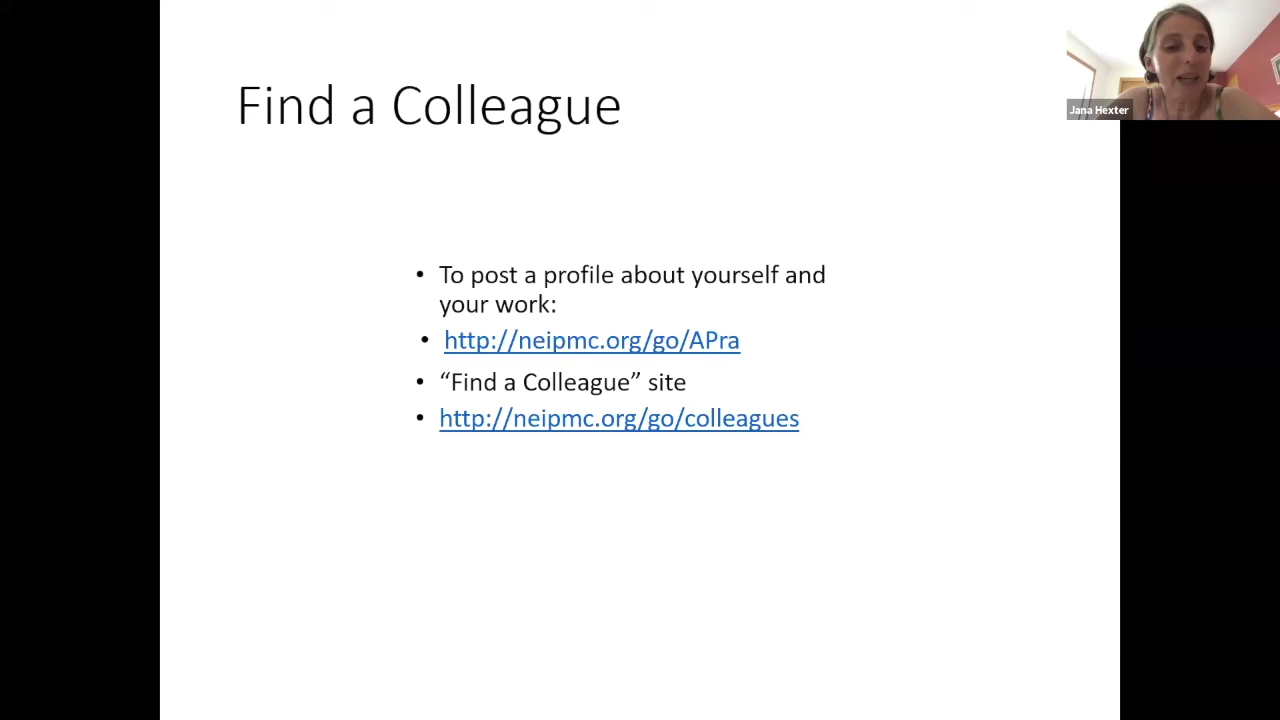 Find a Colleague
Jana Hexter
• To post a profile about yourself and
your work:
• http://neipmc.org/go/APra
• “Find a Colleague” site
• http://neipmc.org/go/colleagues